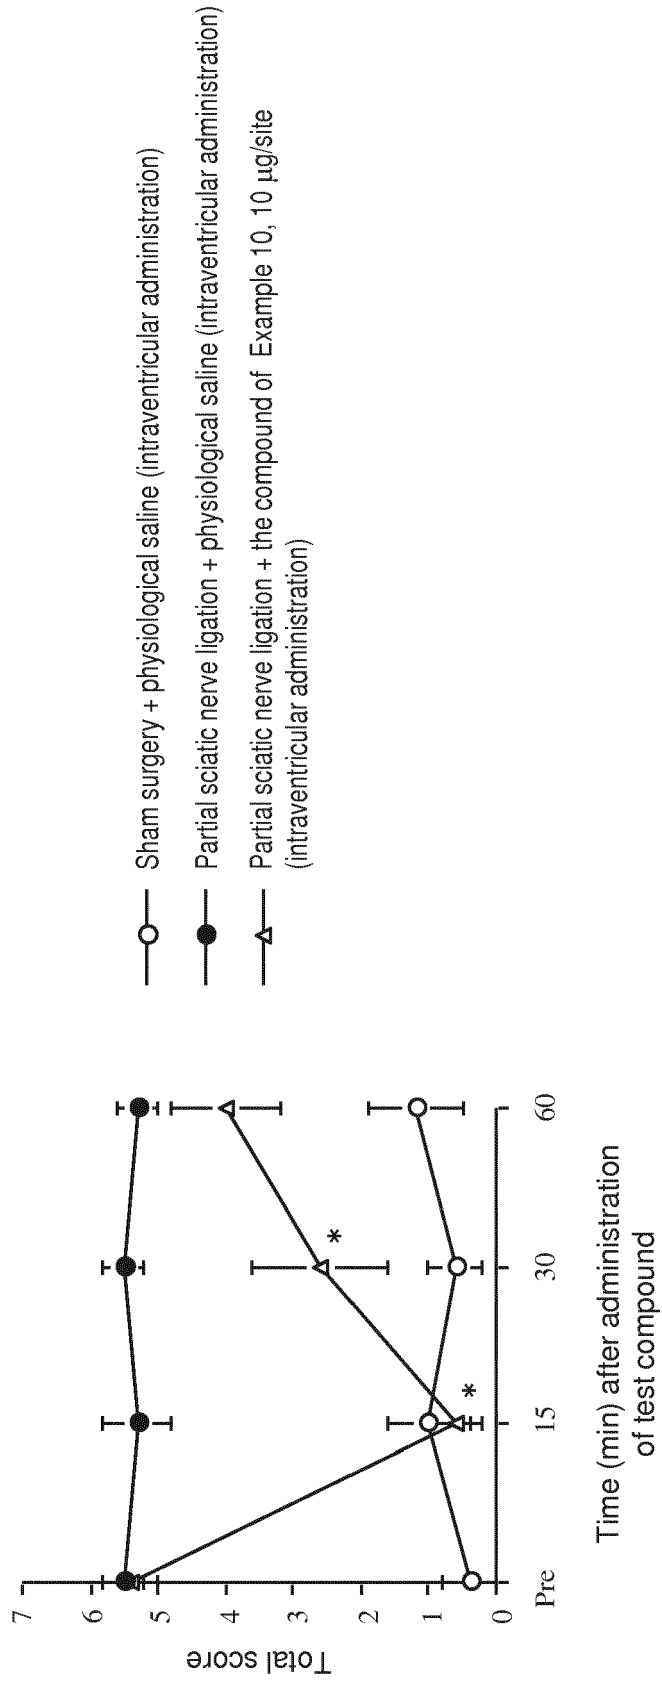 Total score
7
6
5
4
3
2
1
0
*
*
Pre
15
30
60
Time (min) after administration
of test compound
Sham surgery + physiological saline (intraventricular administration)
Partial sciatic nerve ligation + physiological saline (intraventricular administration)
Partial sciatic nerve ligation + the compound of Example 10, 10 μg/site
(intraventricular administration)